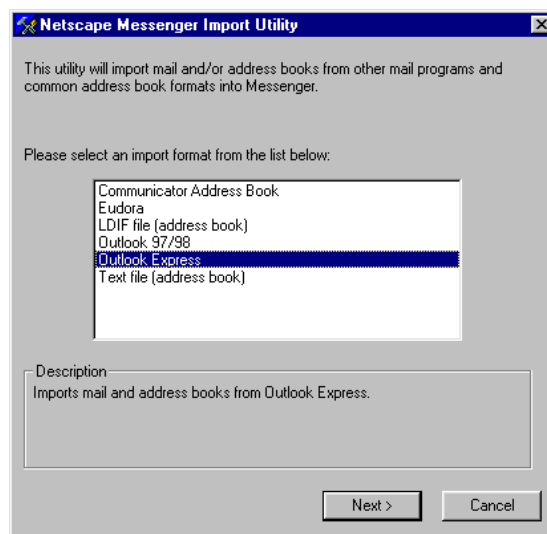 Netscape Messenger Import Utility
This utility will import mail and/or address books from other mail programs and
common address book formats into Messenger.
Please select an import format from the list below:
Communicator Address Book
Eudora
LDIF file (address book)
Outlook 97/98
Outlook Express
Text file (address book)
Description
Imports mail and address books from Outlook Express.
Next >
Cancel